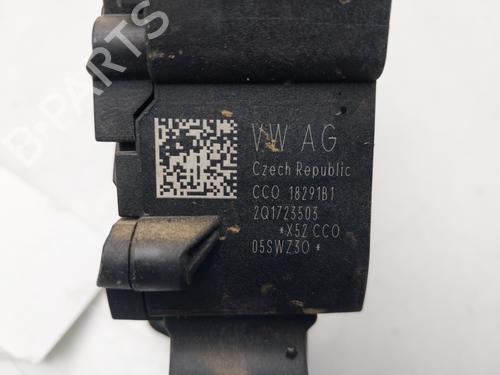 B-PARTS
VW AG
Czech Republic
CCO 18291B1
2Q1723503
*X52 CCO
05SWZ30*